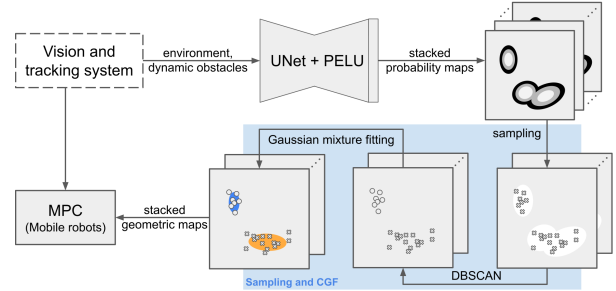 Vision and
tracking system
environment,
dynamic obstacles
UNet + PELU
stacked
probability maps
sampling
Gaussian mixture fitting
MPC
(Mobile robots)
stacked
geometric maps
DBSCAN
Sampling and CGF